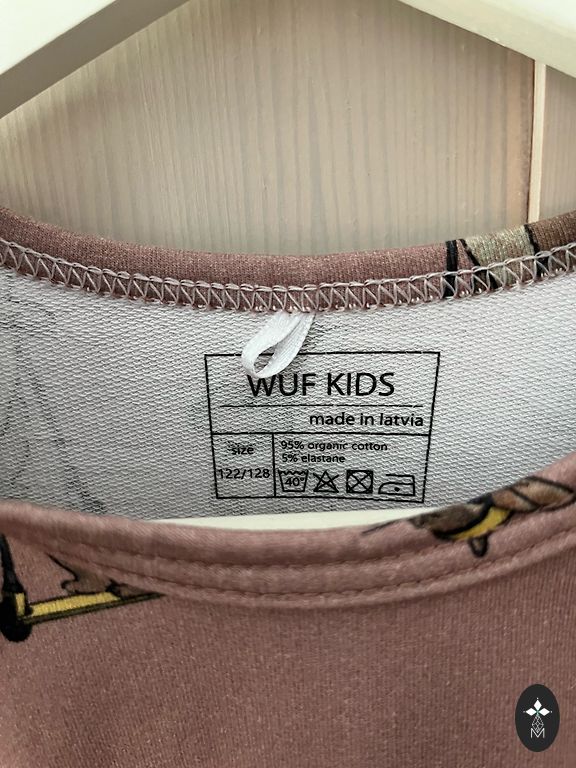 WUF KIDS
made in latvia
size
122/128
95% organic cotton
5% elastane
40°
M